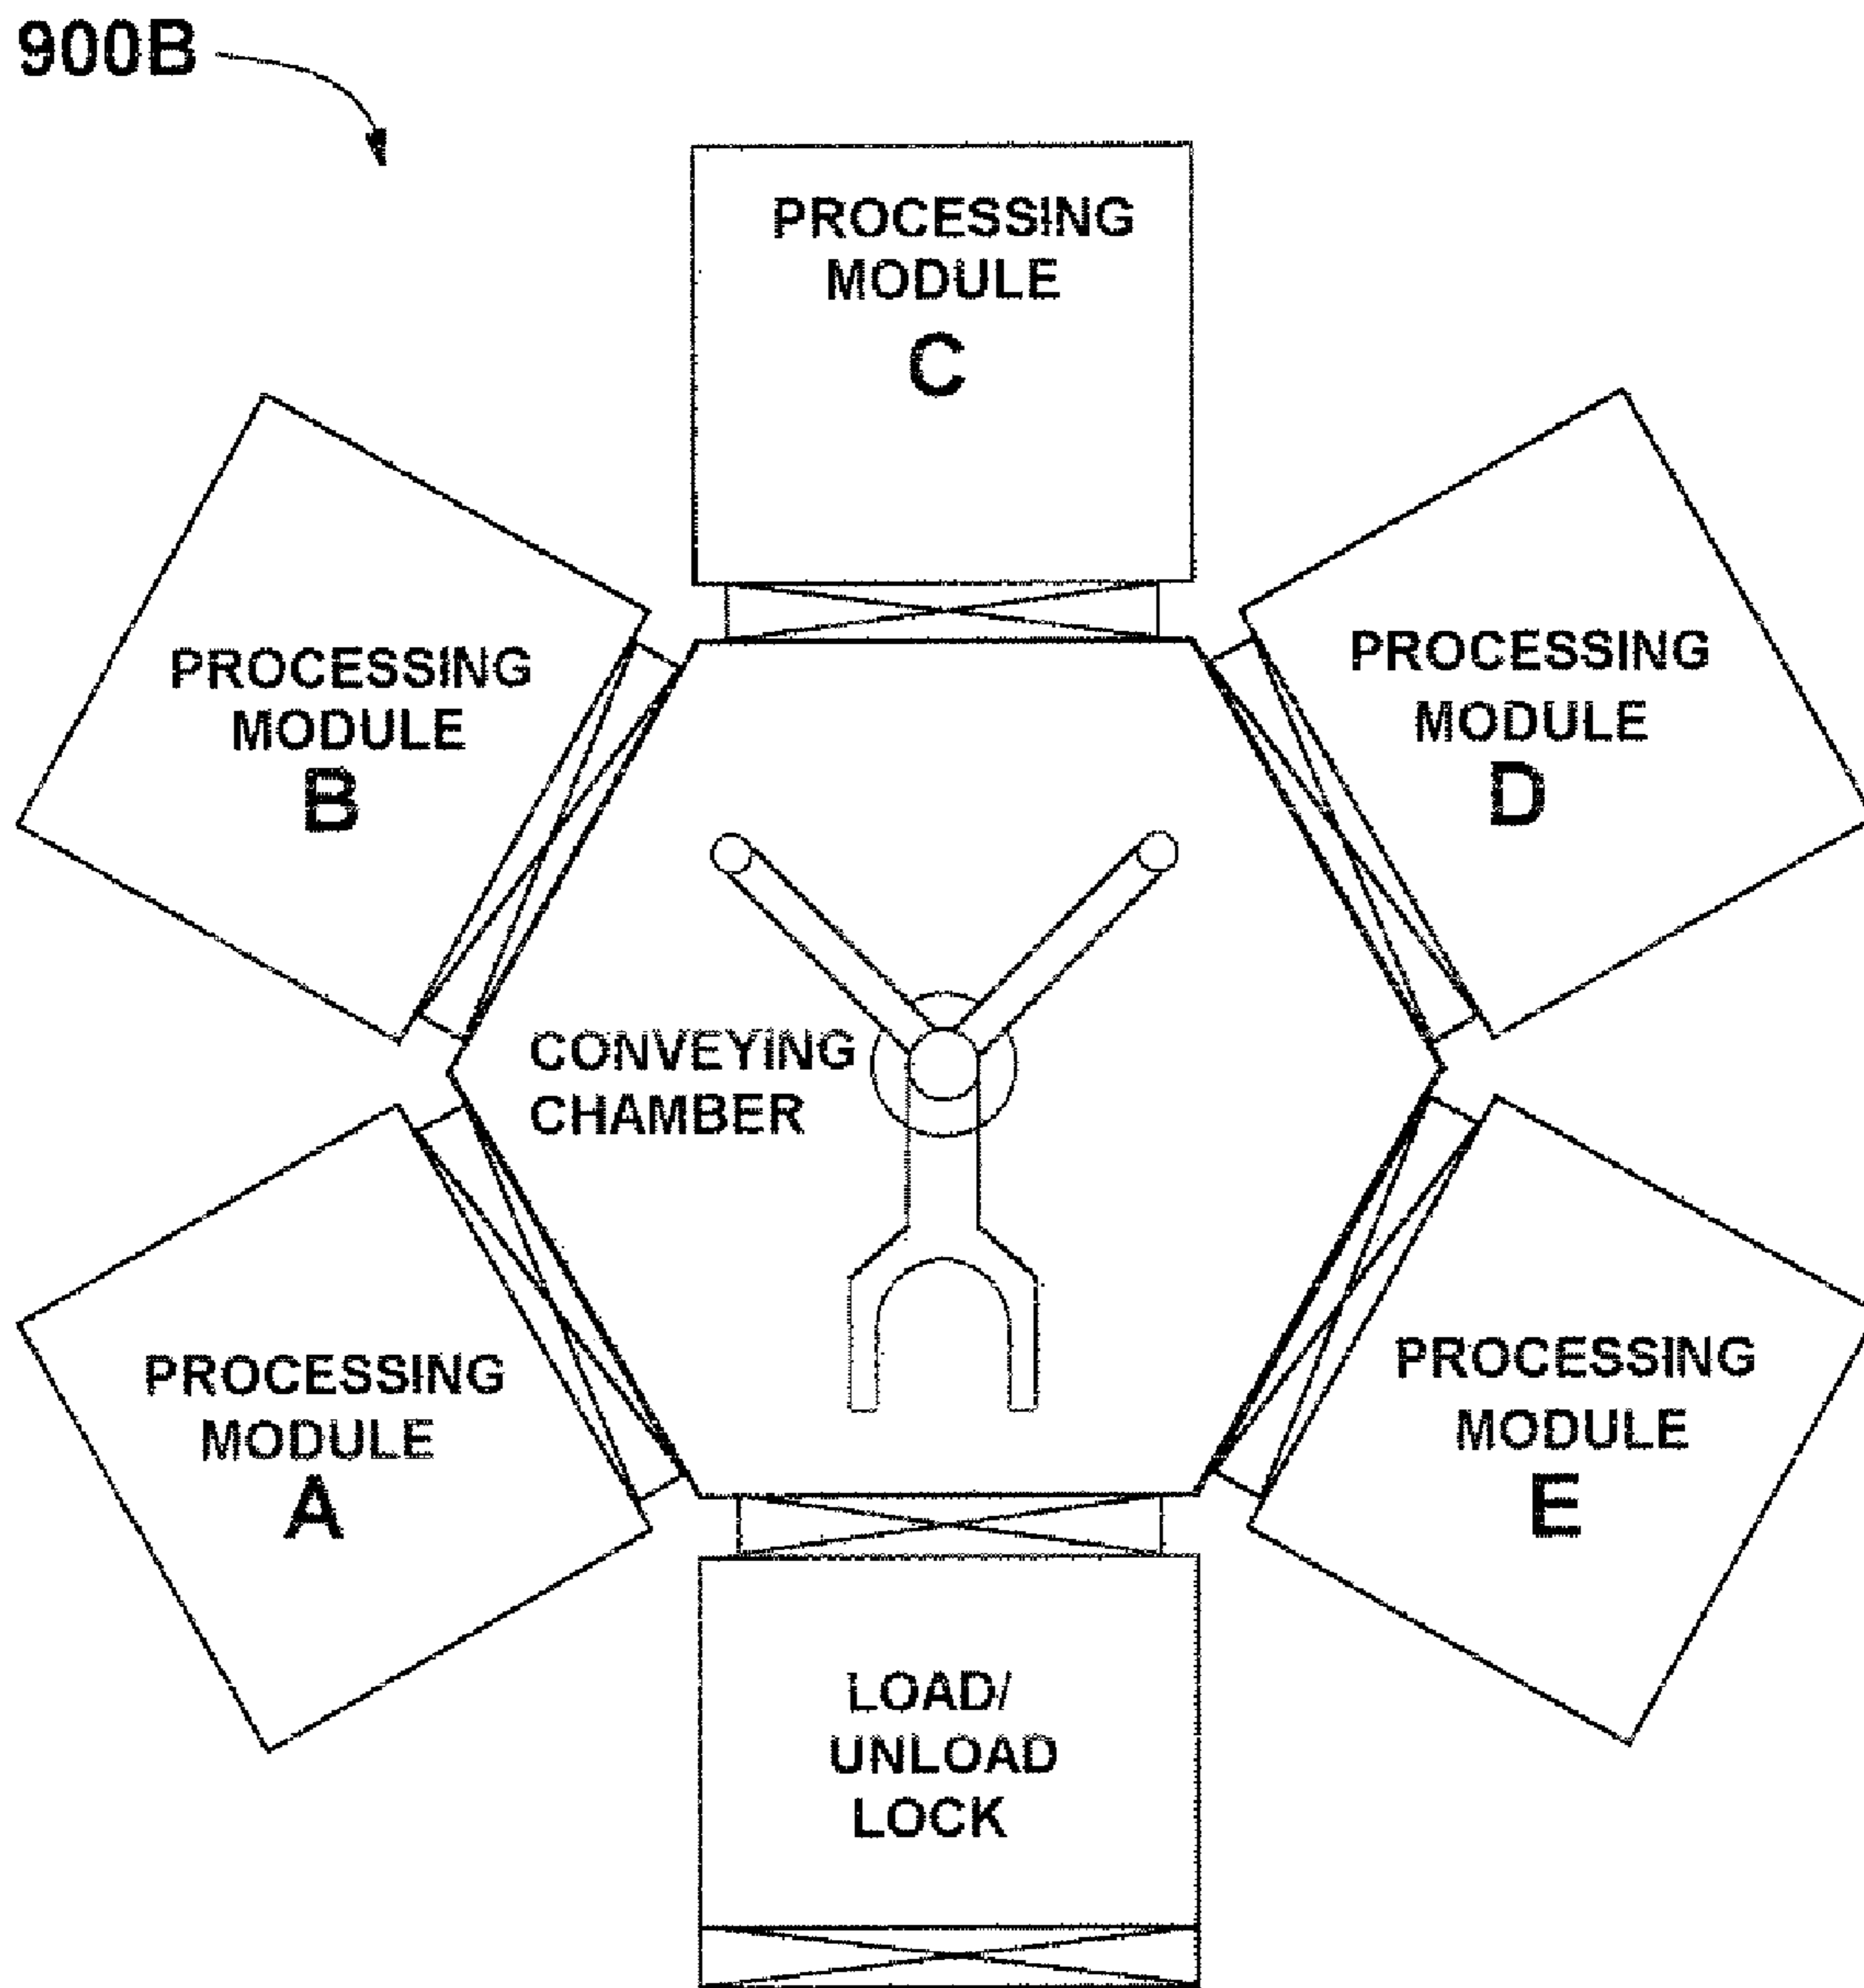 900B
PROCESSING
MODULE
C
PROCESSING
MODULE
B
PROCESSING
MODULE
D
CONVEYING
CHAMBER
PROCESSING
MODULE
A
PROCESSING
MODULE
E
LOAD/
UNLOAD
LOCK